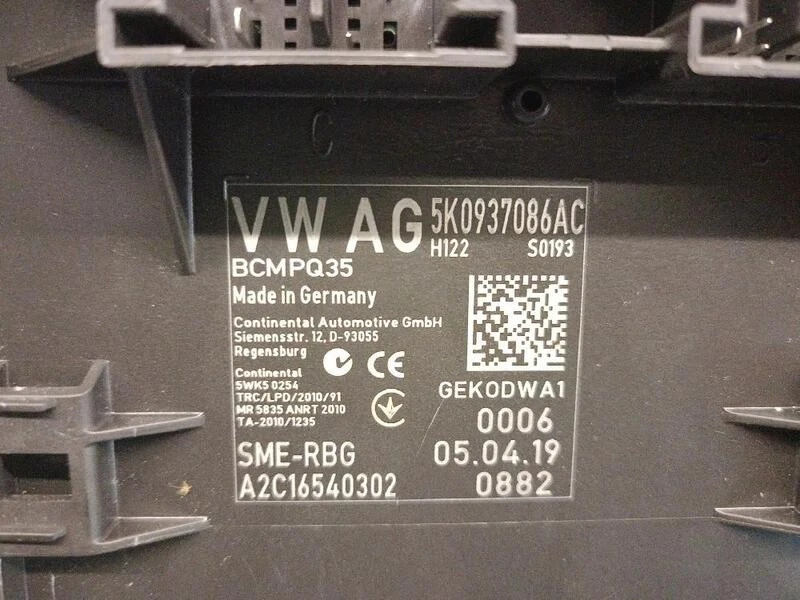 C
VW AG 5K0937086AC
H122 S0193
BCMPQ35
Made in Germany
Continental Automotive GmbH
Siemensstr. 12, D-93055
Regensburg
CE
Continental
5WK5 0254
TRC/LPD/2010/91
MR 5835 ANRT 2010
TA-2010/1235
GEK0DWA1
0006
SME-RBG 05.04.19
A2C16540302 0882